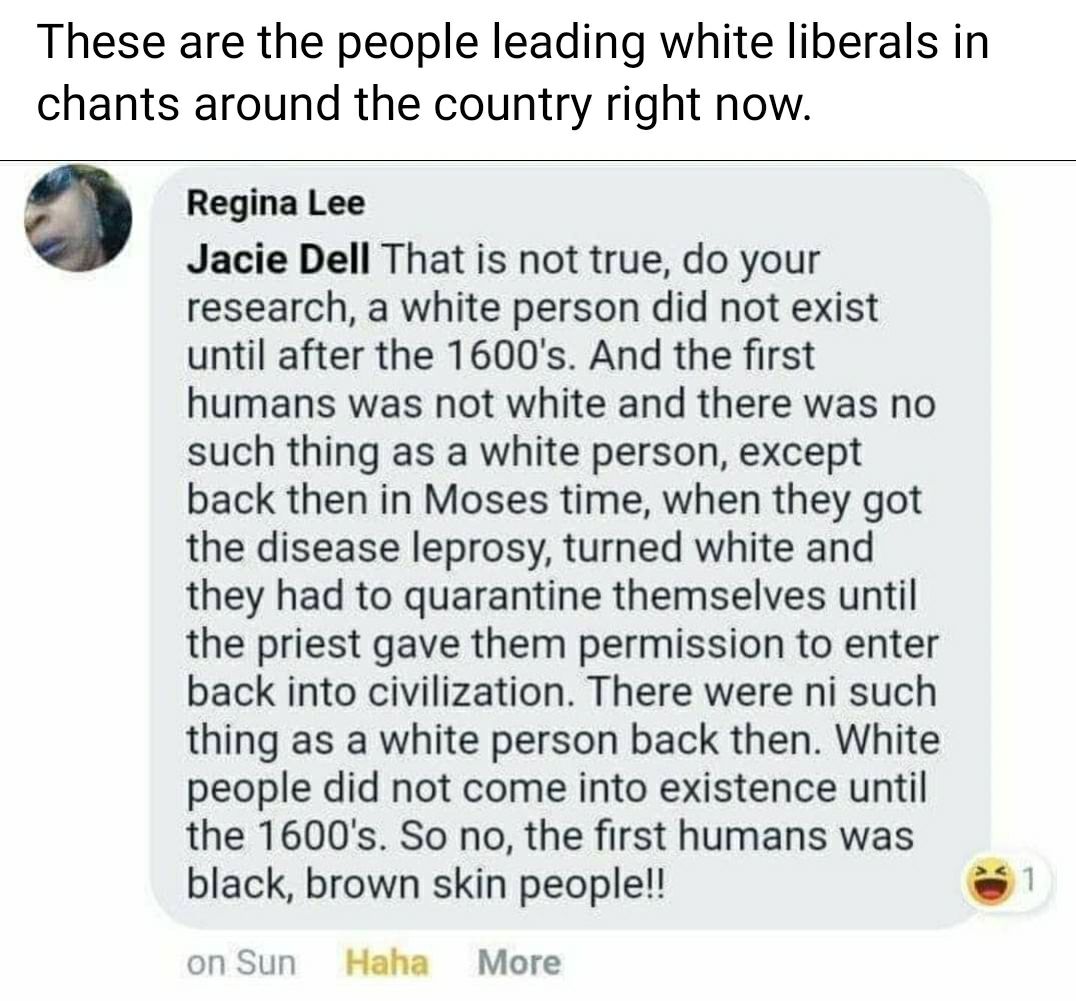 These are the people leading white liberals in
chants around the country right now.
Regina Lee
Jacie Dell That is not true, do your
research, a white person did not exist
until after the 1600's. And the first
humans was not white and there was no
such thing as a white person, except
back then in Moses time, when they got
the disease leprosy, turned white and
they had to quarantine themselves until
the priest gave them permission to enter
back into civilization. There were ni such
thing as a white person back then. White
people did not come into existence until
the 1600's. So no, the first humans was
black, brown skin people!!
1
on Sun Haha More